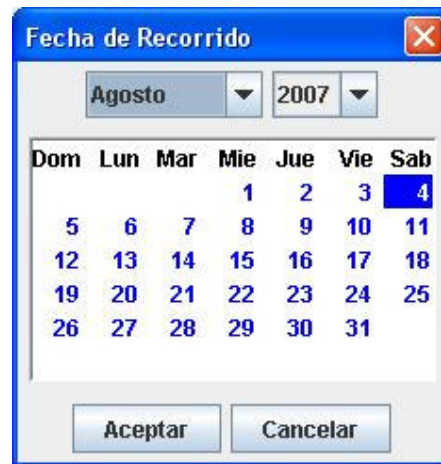 Fecha de Recorrido
Agosto 2007
Dom Lun Mar Mie Jue Vie Sab
1 2 3 4
5 6 7 8 9 10 11
12 13 14 15 16 17 18
19 20 21 22 23 24 25
26 27 28 29 30 31
Aceptar Cancelar